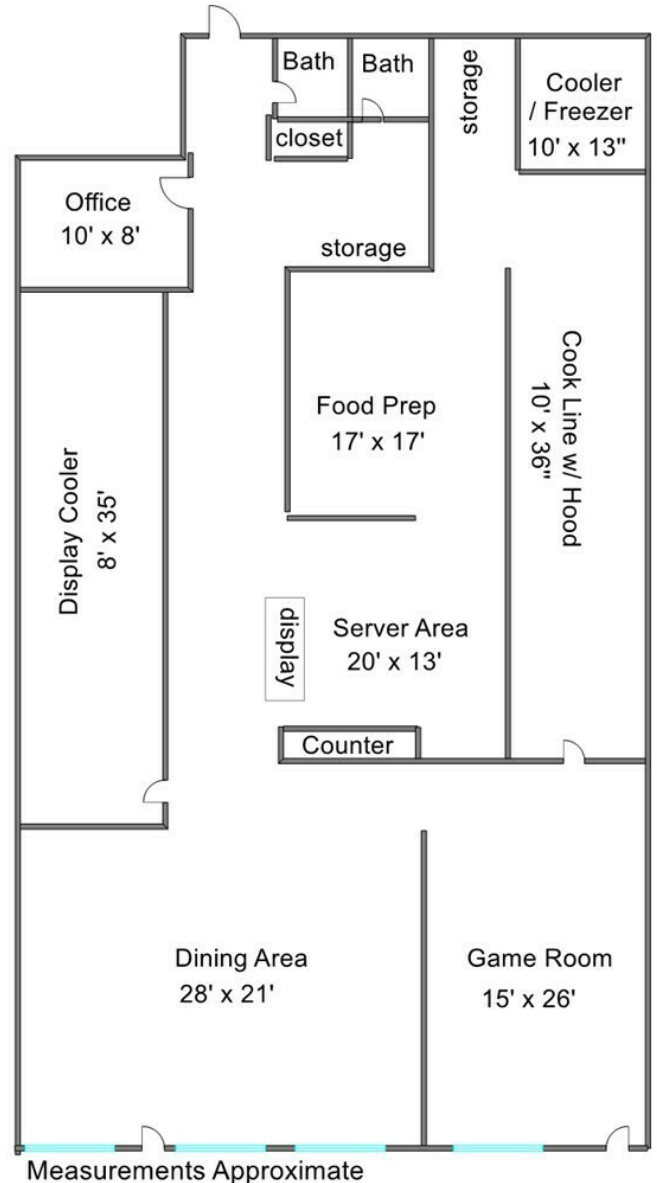 Bath
Bath
storage
Cooler
/ Freezer
10' x 13"
closet
Office
10' x 8'
storage
Food Prep
17' x 17'
Cook Line w/ Hood
10' x 36"
Display Cooler
8' x 35'
display
Server Area
20' x 13'
Counter
Dining Area
28' x 21'
Game Room
15' x 26'
Measurements Approximate